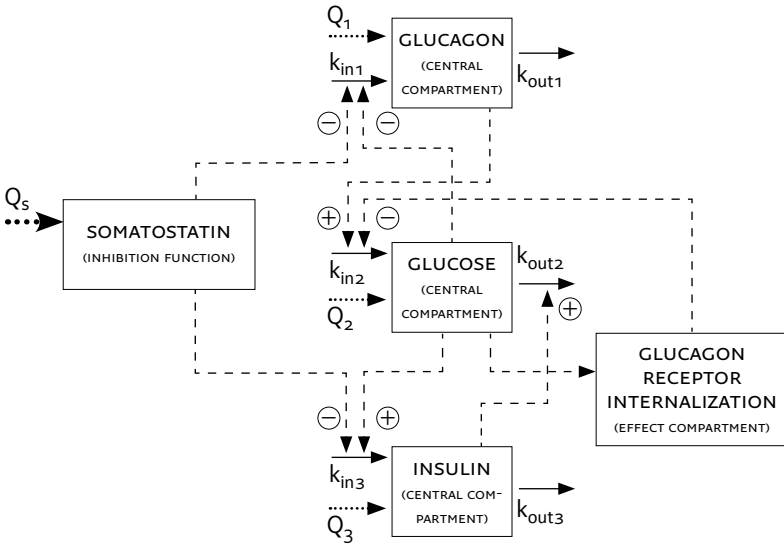 Q1
GLUCAGON
(CENTRAL
COMPARTMENT)
kin1
kout1
−
−
Qs
SOMATOSTATIN
(INHIBITION FUNCTION)
+
−
kin2
GLUCOSE
(CENTRAL
COMPARTMENT)
kout2
Q2
+
GLUCAGON
RECEPTOR
INTERNALIZATION
(EFFECT COMPARTMENT)
−
+
kin3
INSULIN
(CENTRAL COM-
PARTMENT)
kout3
Q3